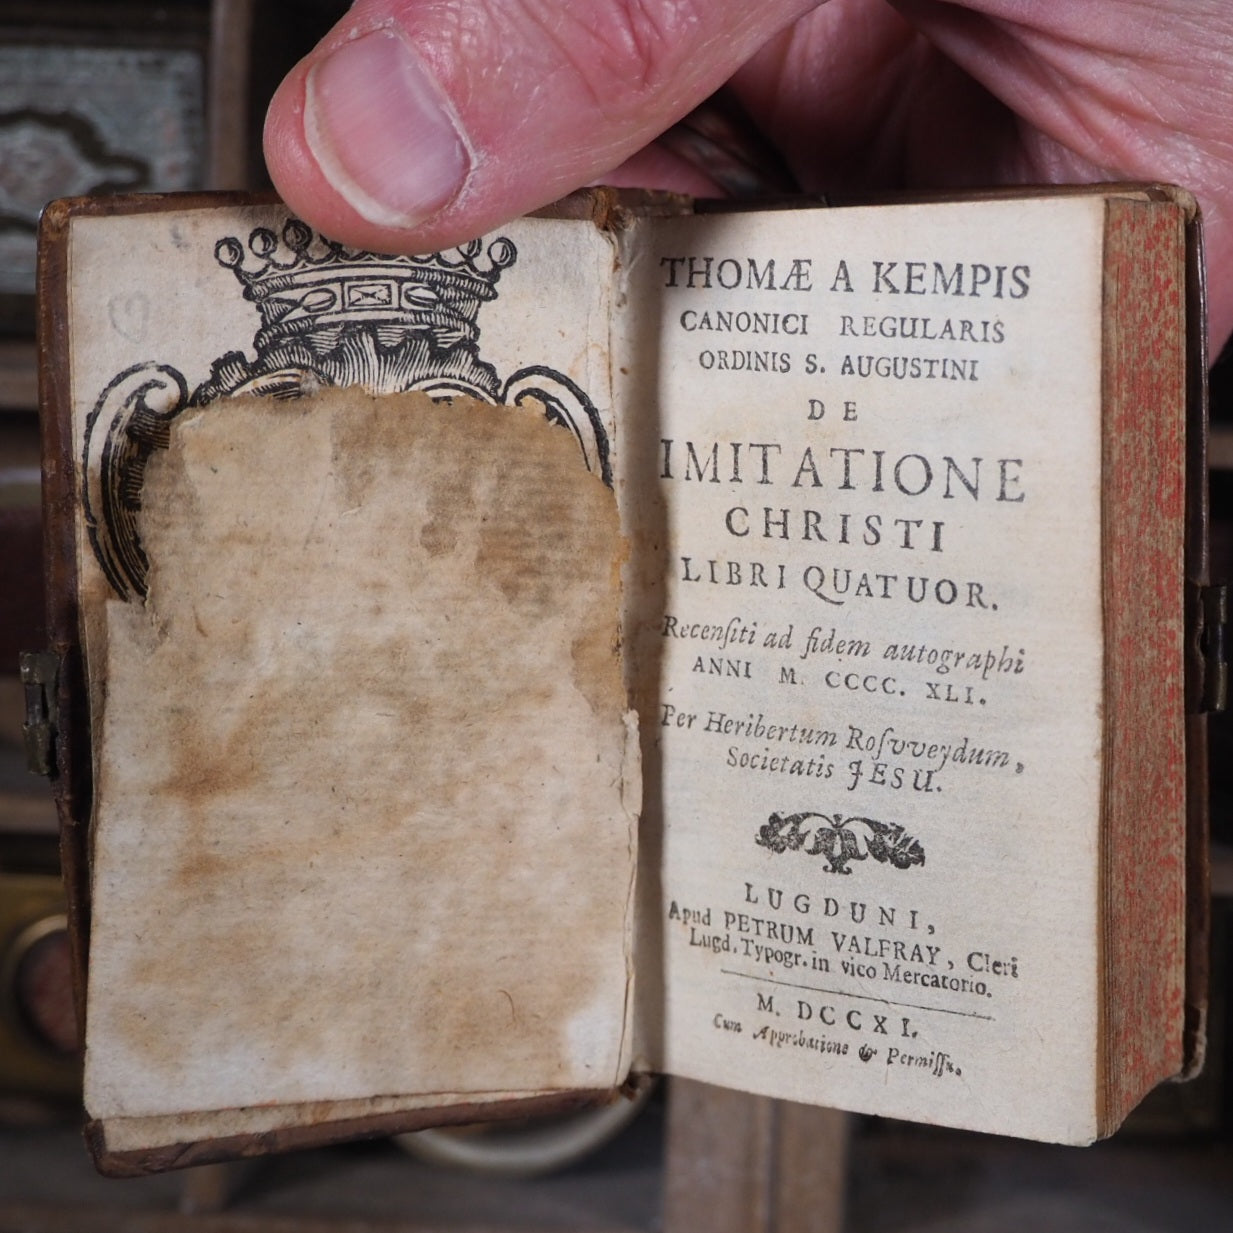 THOMÆ A KEMPIS
CANONICI REGULARIS
ORDINIS S. AUGUSTINI
DE
IMITATIONE
CHRISTI
LIBRI QUATUOR.
Recenſiti ad fidem autographi
ANNI M. CCCC. XLI.
Per Heribertum Roſvveydum,
Societatis JESU.
LUGDUNI,
Apud PETRUM VALFRAY, Cleri
Lugd. Typogr. in vico Mercatorio.
M. DCCXI.
Cum Approbatione & Permiſſu.